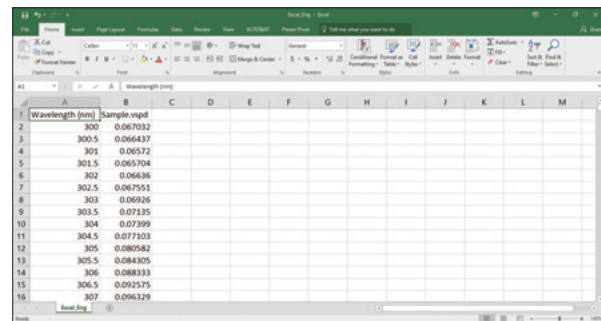 Excel_Eng - Excel
File Home Insert Page Layout Formulas Data Review View ACROBAT Power Pivot Tell me what you want to do
Cut
Copy
Format Painter
Calibri 11
Wrap Text
Merge & Center
General
Conditional Formatting
Format as Table
Cell Styles
Insert Delete Format
AutoSum
Fill
Clear
Sort & Filter
Find & Select
Clipboard Font Alignment Number Styles Cells Editing
A1 Wavelength (nm)
A B C D E F G H I J K L M
1 Wavelength (nm) Sample.vspd
2 300 0.067032
3 300.5 0.066437
4 301 0.06572
5 301.5 0.065704
6 302 0.06636
7 302.5 0.067551
8 303 0.06926
9 303.5 0.07135
10 304 0.07399
11 304.5 0.077103
12 305 0.080582
13 305.5 0.084305
14 306 0.088333
15 306.5 0.092575
16 307 0.096329
Excel_Eng
Ready